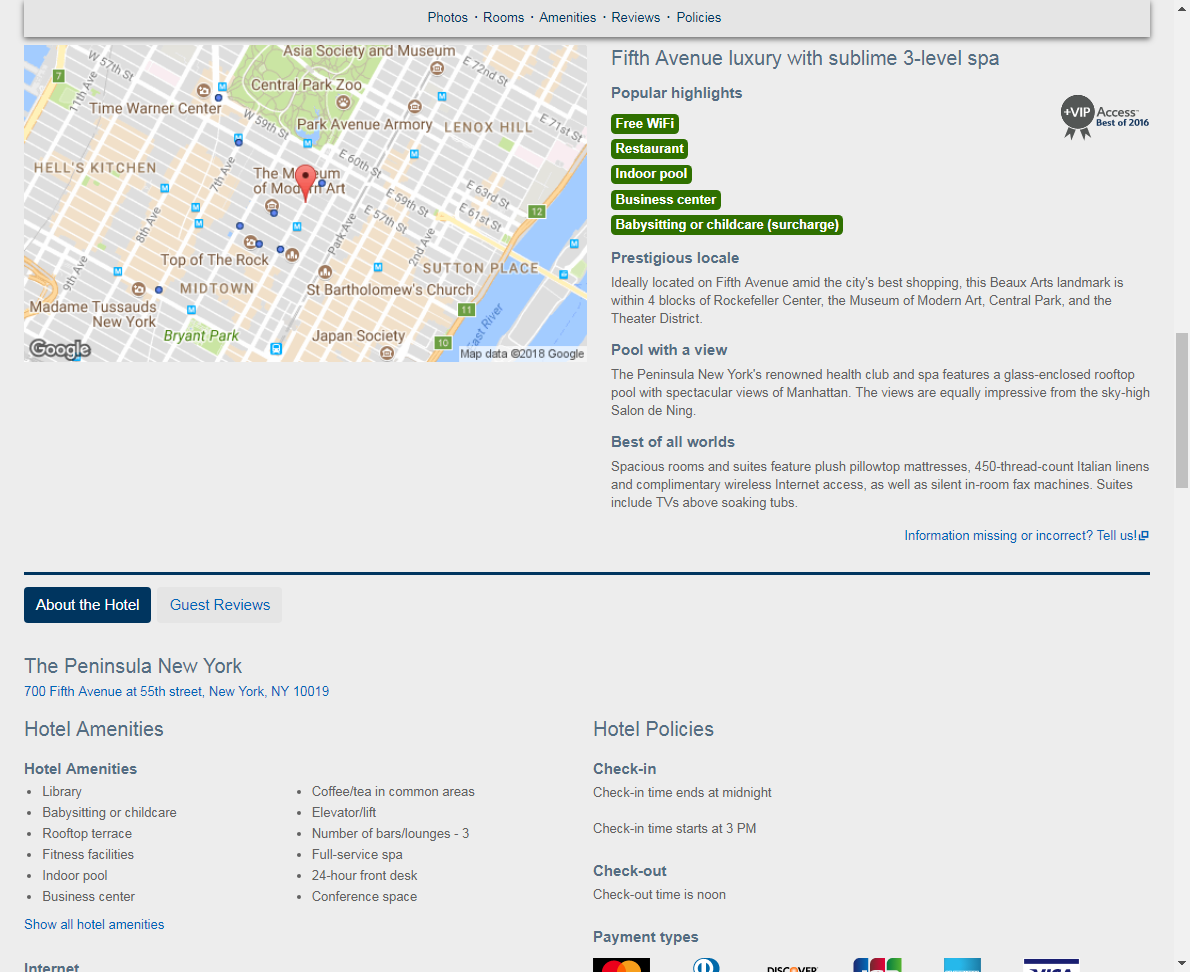 Photos · Rooms · Amenities · Reviews · Policies
Asia Society and Museum
W 57th St
11th Ave
7
E 72nd St
Central Park Zoo
Time Warner Center
W 59th St
Park Avenue Armory
LENOX HILL
E 71st St
HELL'S KITCHEN
E 60th St
7th Ave
The Museum
of Modern Art
E 63rd St
E 59th St
E 61st St
12
8th Ave
E 57th St
Park Ave
2nd Ave
Top of The Rock
9th Ave
SUTTON PLACE
MIDTOWN
St Bartholomew's Church
Madame Tussauds
New York
11
East River
Bryant Park
Japan Society
10
Google
Map data ©2018 Google
Fifth Avenue luxury with sublime 3-level spa
Popular highlights
+VIP Access™
Best of 2016
Free WiFi
Restaurant
Indoor pool
Business center
Babysitting or childcare (surcharge)
Prestigious locale
Ideally located on Fifth Avenue amid the city's best shopping, this Beaux Arts landmark is
within 4 blocks of Rockefeller Center, the Museum of Modern Art, Central Park, and the
Theater District.
Pool with a view
The Peninsula New York's renowned health club and spa features a glass-enclosed rooftop
pool with spectacular views of Manhattan. The views are equally impressive from the sky-high
Salon de Ning.
Best of all worlds
Spacious rooms and suites feature plush pillowtop mattresses, 450-thread-count Italian linens
and complimentary wireless Internet access, as well as silent in-room fax machines. Suites
include TVs above soaking tubs.
Information missing or incorrect? Tell us!
About the Hotel
Guest Reviews
The Peninsula New York
700 Fifth Avenue at 55th street, New York, NY 10019
Hotel Amenities
Hotel Amenities
• Library
• Babysitting or childcare
• Rooftop terrace
• Fitness facilities
• Indoor pool
• Business center
• Coffee/tea in common areas
• Elevator/lift
• Number of bars/lounges - 3
• Full-service spa
• 24-hour front desk
• Conference space
Show all hotel amenities
Internet
Hotel Policies
Check-in
Check-in time ends at midnight
Check-in time starts at 3 PM
Check-out
Check-out time is noon
Payment types
DISCOVER
VISA